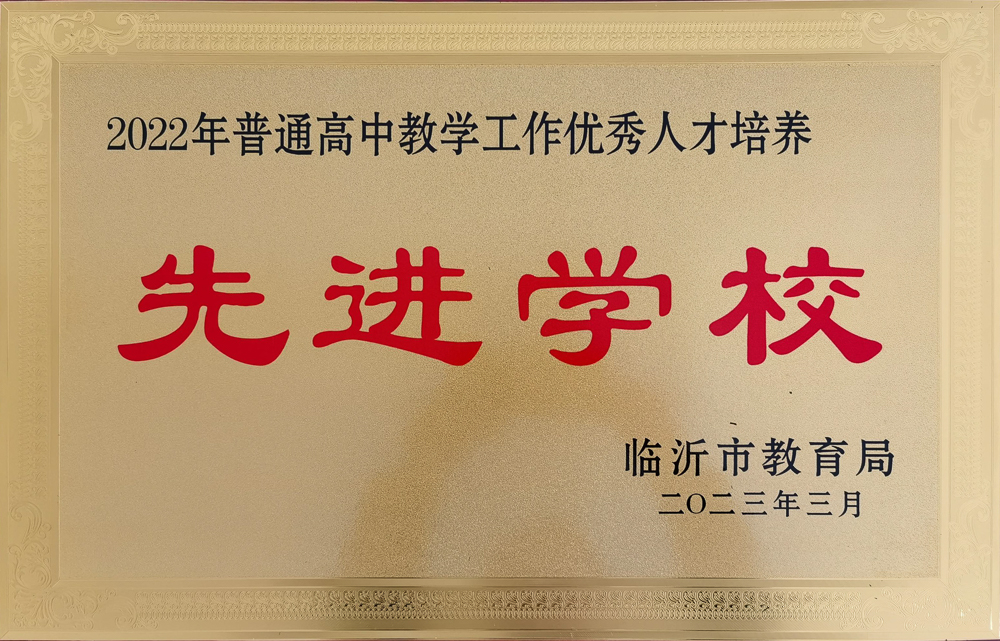 2022年普通高中教学工作优秀人才培养
先进学校
临沂市教育局
二〇二三年三月